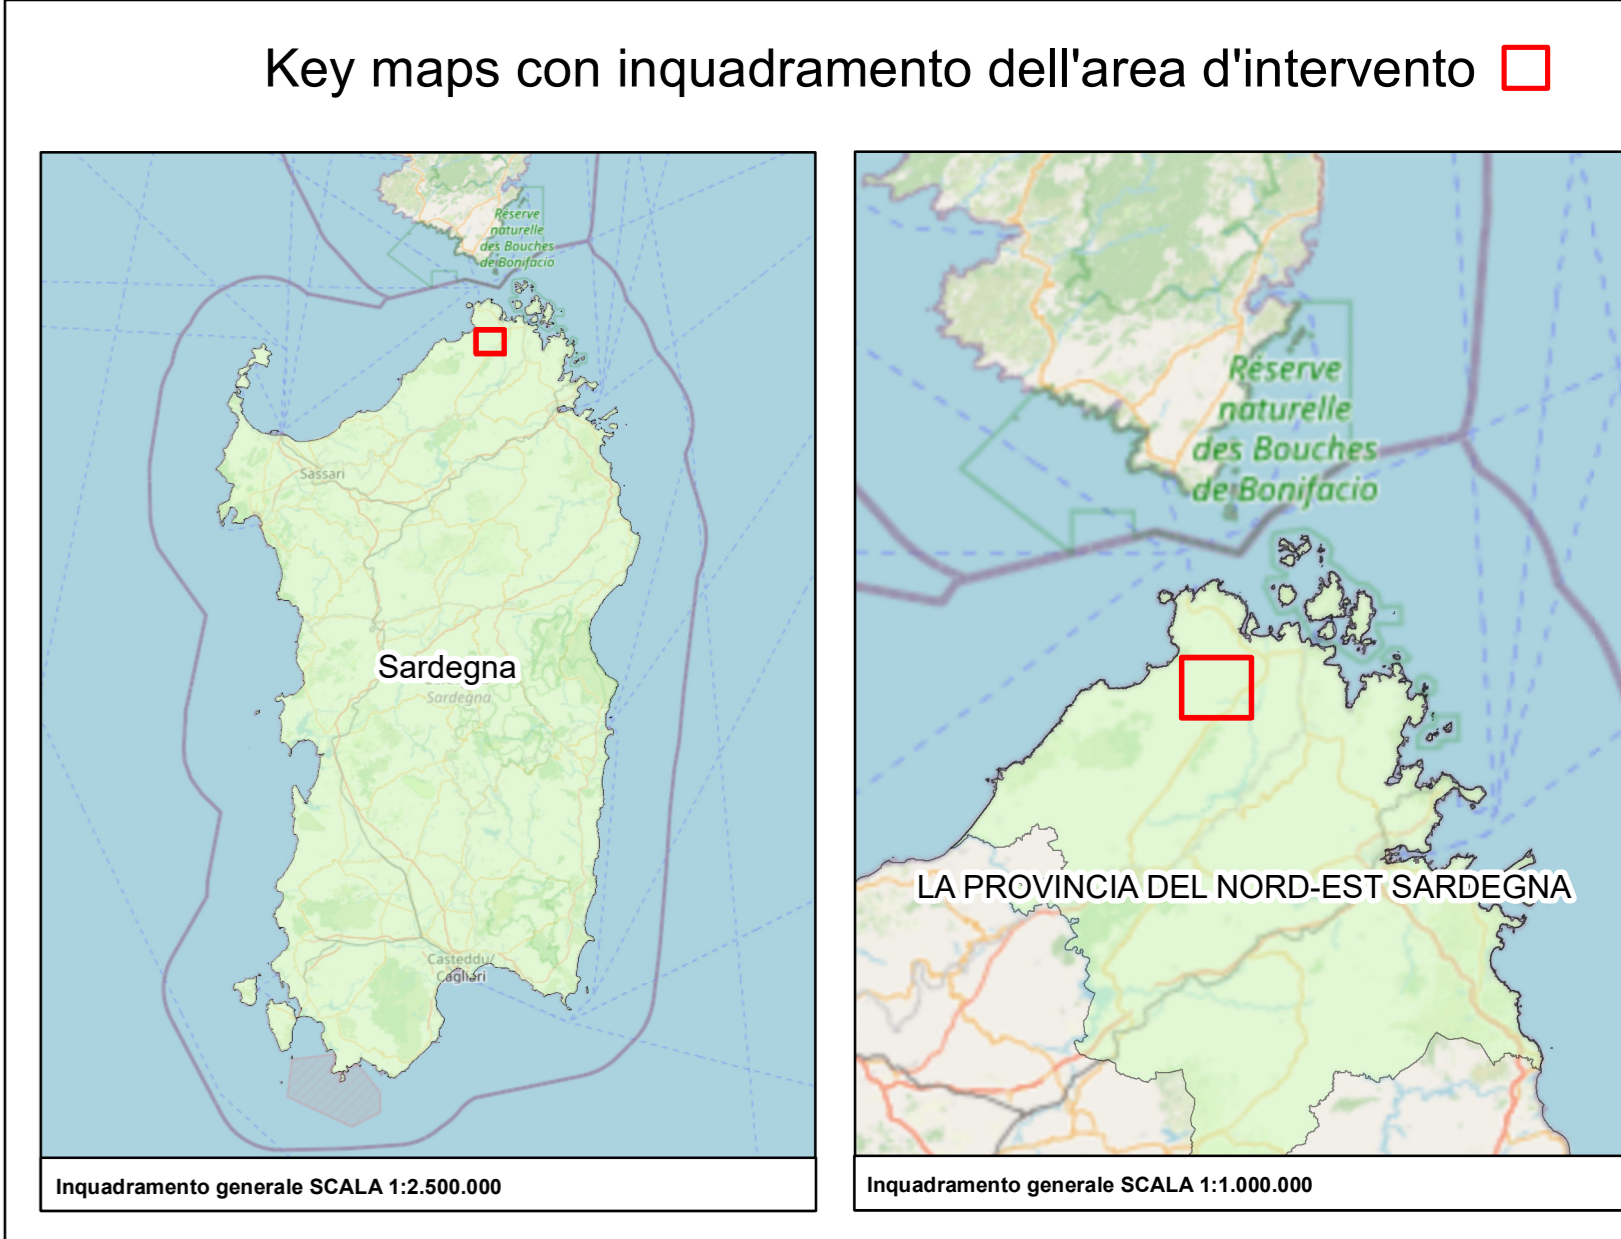 Key maps con inquadramento dell'area d'intervento
Réserve
naturelle
des Bouches
de Bonifacio
Sassari
Sardegna
Sardegna
Casteddu/
Cagliari
Inquadramento generale SCALA 1:2.500.000
Réserve
naturelle
des Bouches
de Bonifacio
LA PROVINCIA DEL NORD-EST SARDEGNA
Inquadramento generale SCALA 1:1.000.000